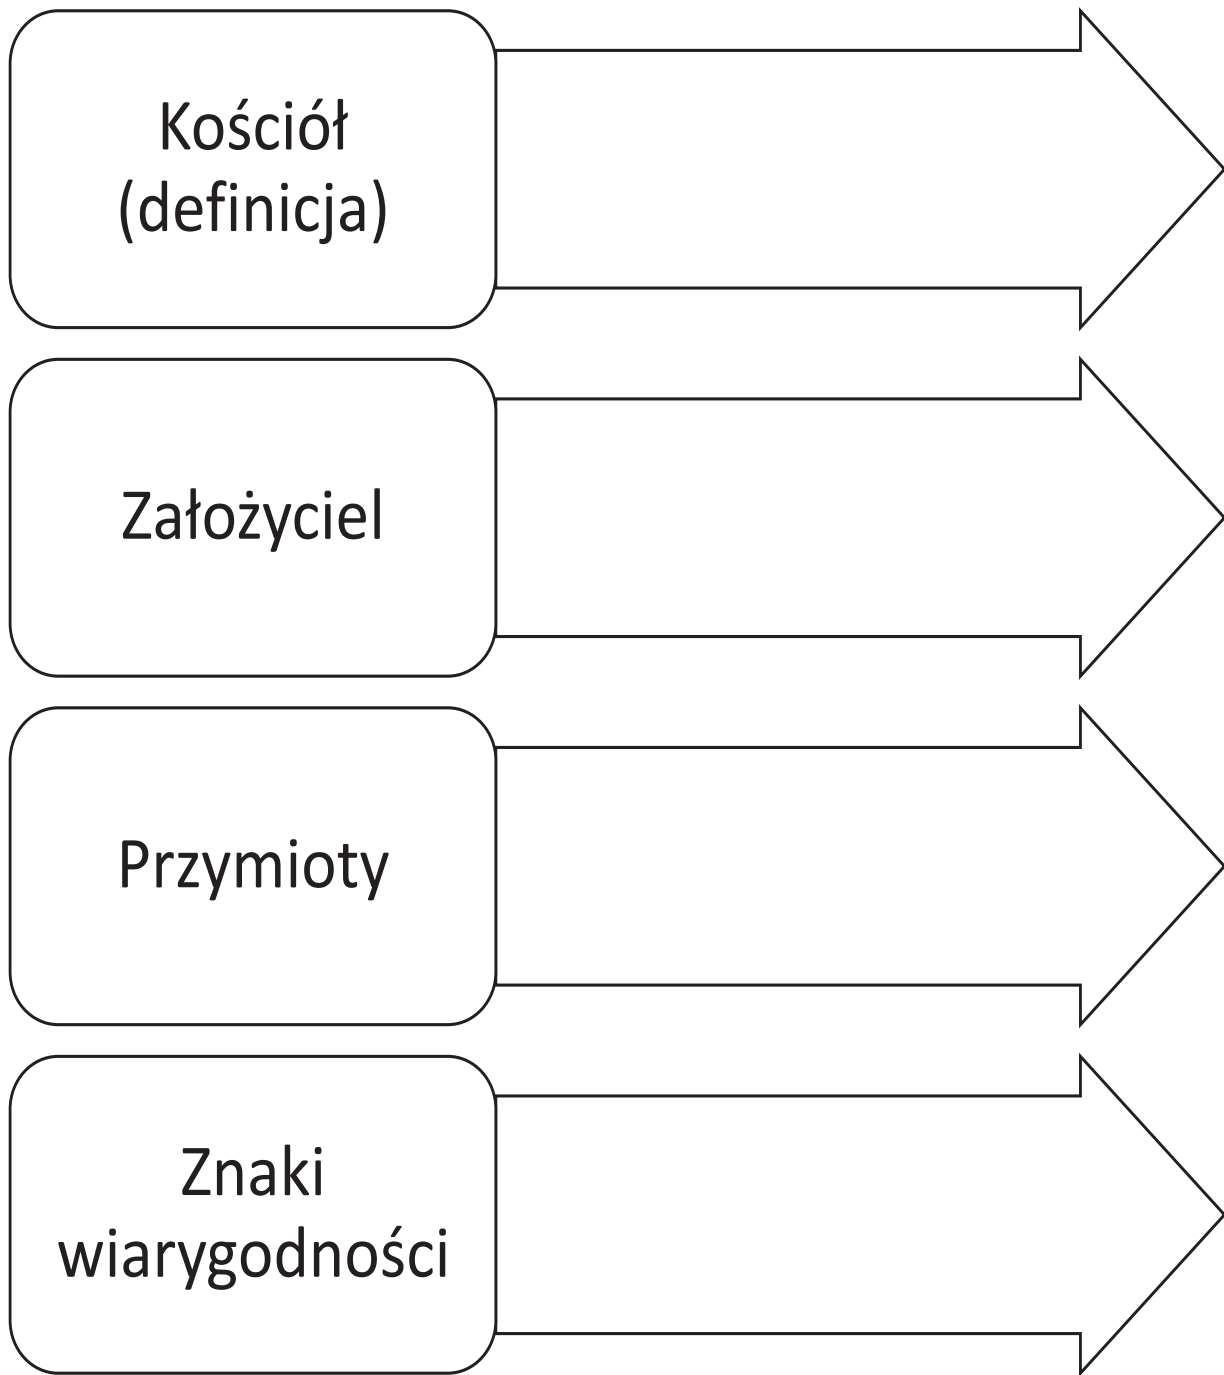 Kościół
(definicja)
Założyciel
Przymioty
Znaki
wiarygodności